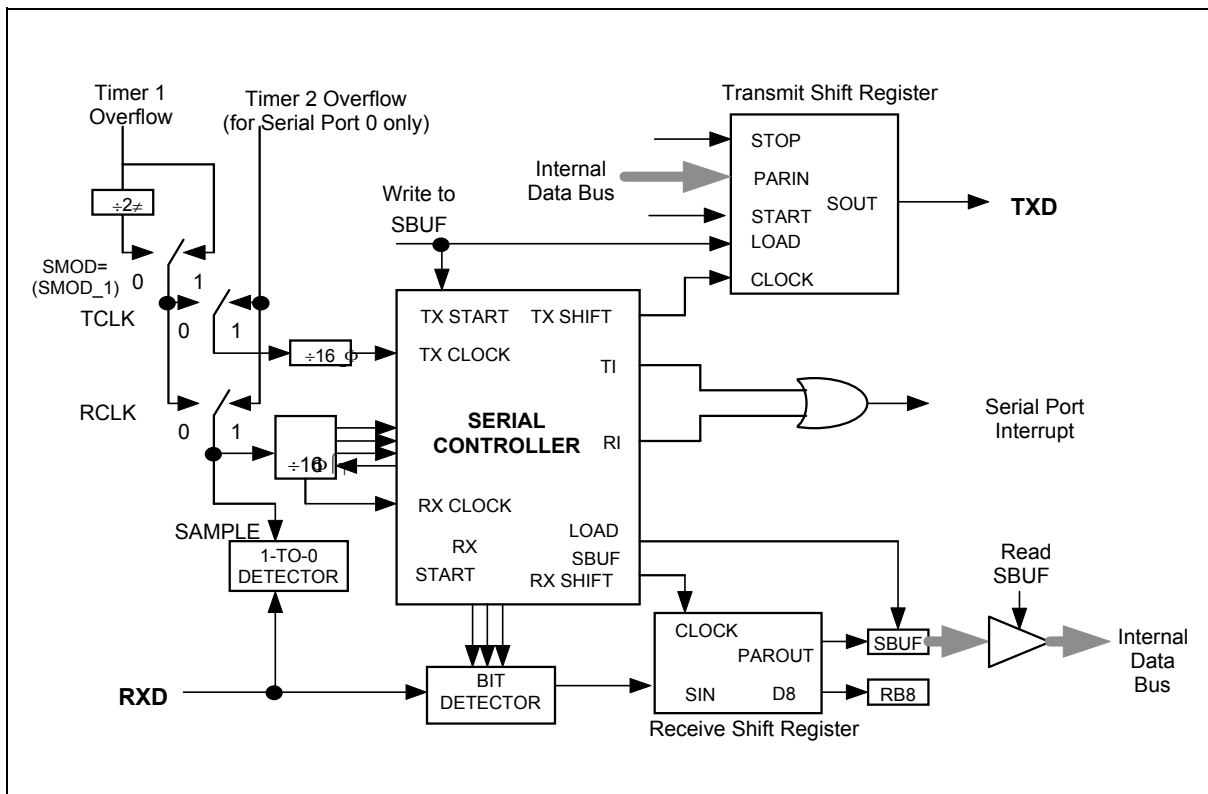 Timer 1
Overflow
Timer 2 Overflow
(for Serial Port 0 only)
Transmit Shift Register
÷2
STOP
Internal
Data Bus
PARIN
SOUT
TXD
START
Write to
SBUF
LOAD
CLOCK
SMOD=
(SMOD_1)
0
1
TCLK
0
1
TX START
TX SHIFT
÷16
TX CLOCK
TI
RCLK
0
1
SERIAL
CONTROLLER
RI
Serial Port
Interrupt
÷16
RX CLOCK
SAMPLE
1-TO-0
DETECTOR
RX
START
LOAD
SBUF
RX SHIFT
Read
SBUF
CLOCK
PAROUT
SBUF
Internal
Data
Bus
RXD
BIT
DETECTOR
SIN
D8
RB8
Receive Shift Register